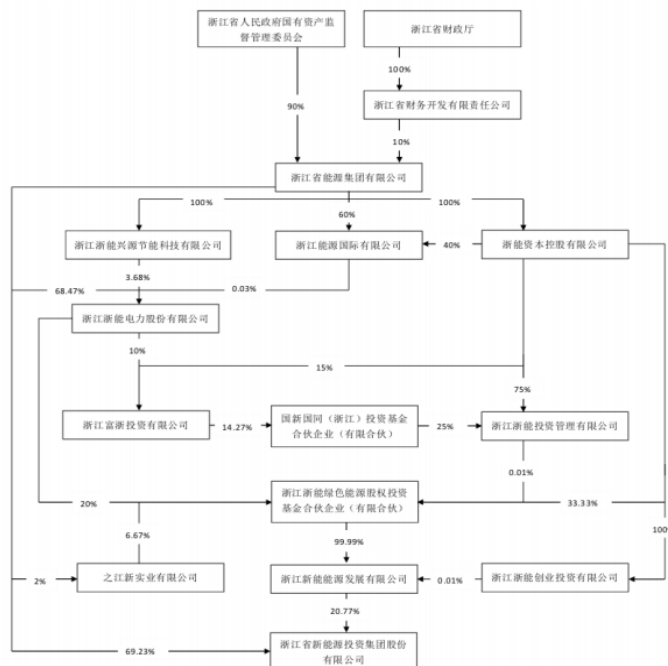 浙江省人民政府国有资产监
督管理委员会
浙江省财政厅
100%
90%
浙江省财务开发有限责任公司
10%
浙江省能源集团有限公司
100%
60%
100%
浙江浙能兴源节能科技有限公司
浙江能源国际有限公司
40%
浙能资本控股有限公司
3.68%
68.47%
0.03%
浙江浙能电力股份有限公司
10%
15%
75%
浙江富浙投资有限公司
14.27%
国新国同（浙江）投资基金
合伙企业（有限合伙）
25%
浙江浙能投资管理有限公司
0.01%
20%
浙江浙能绿色能源股权投资
基金合伙企业（有限合伙）
33.33%
6.67%
99.99%
100
2%
之江新实业有限公司
浙江新能能源发展有限公司
0.01%
浙江浙能创业投资有限公司
20.77%
69.23%
浙江省新能源投资集团股份
有限公司